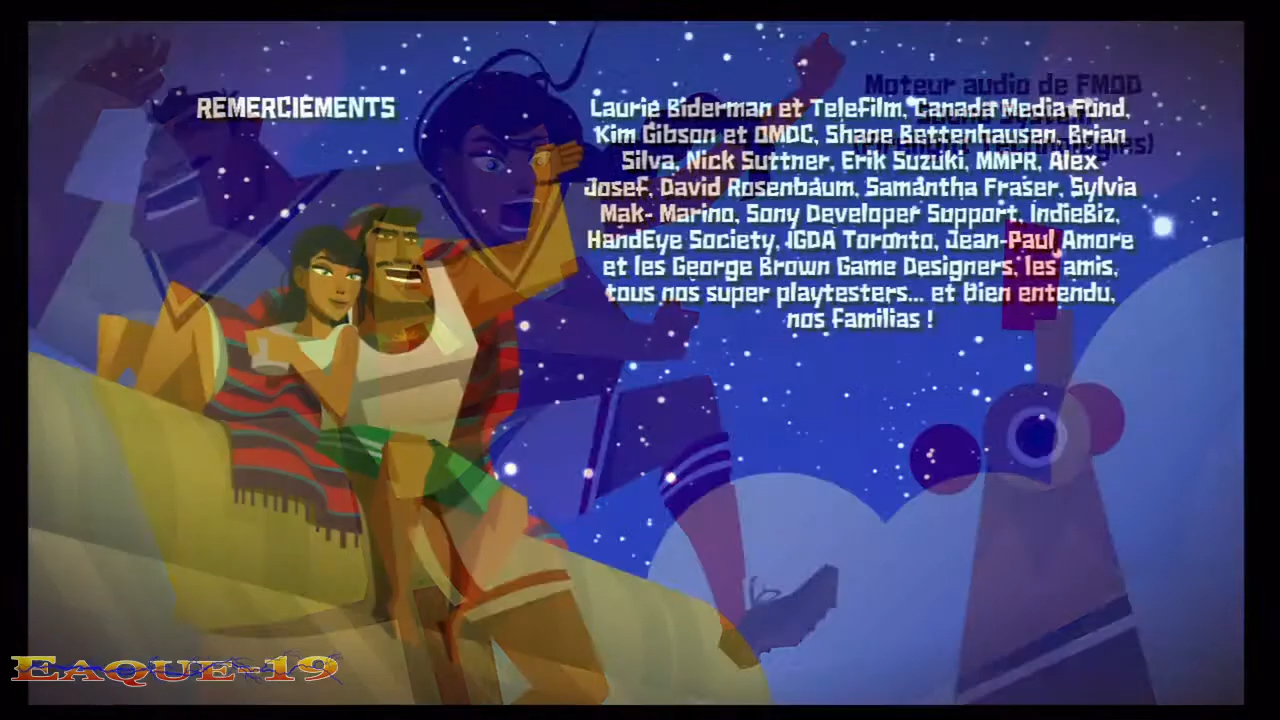 Moteur audio de FMOD
REMERCIEMENTS
Laurie Biderman et Telefilm, Canada Media Fund,
Kim Gibson et OMDC, Shane Bettenhausen, Brian
Silva, Nick Suttner, Erik Suzuki, MMPR, Alex
Josef, David Rosenbaum, Samantha Fraser, Sylvia
Mak- Marino, Sony Developer Support, IndieBiz,
HandEye Society, IGDA Toronto, Jean-Paul Amore
et les George Brown Game Designers, les amis,
tous nos super playtesters... et bien entendu,
nos familias !
EAQUE-19